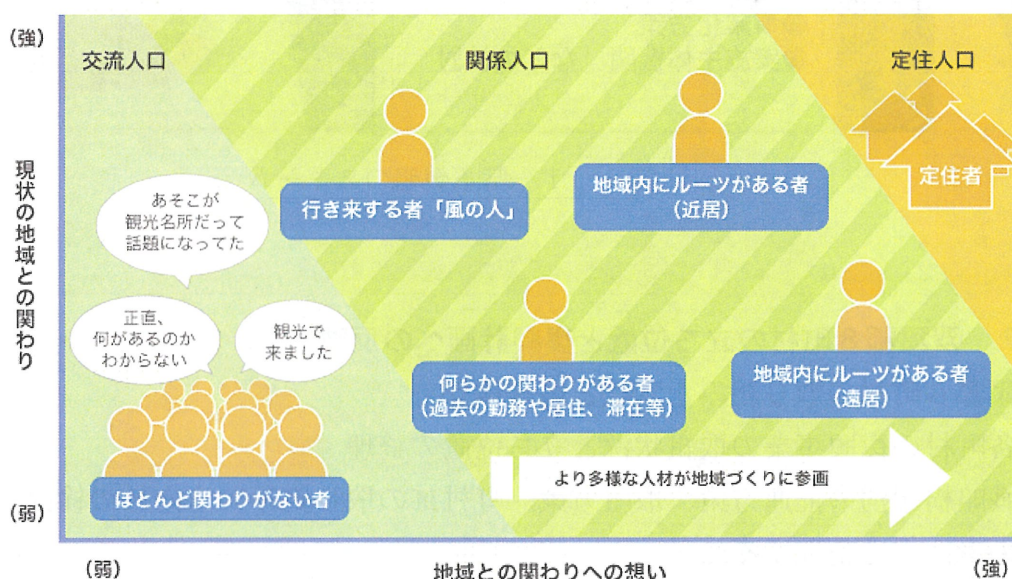 （強）
交流人口
関係人口
定住人口
現状の地域との関わり
定住者
行き来する者「風の人」
地域内にルーツがある者
（近居）
あそこが
観光名所だって
話題になってた
正直、
何があるのか
わからない
観光で
来ました
何らかの関わりがある者
（過去の勤務や居住、滞在等）
地域内にルーツがある者
（遠居）
ほとんど関わりがない者
より多様な人材が地域づくりに参画
（弱）
（弱）
地域との関わりへの想い
（強）